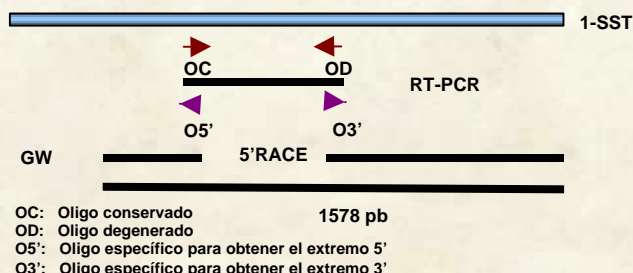 1-SST
OC OD
RT-PCR
O5' O3'
GW 5'RACE
1578 pb
OC: Oligo conservado
OD: Oligo degenerado
O5': Oligo específico para obtener el extremo 5'
O3': Oligo específico para obtener el extremo 3'